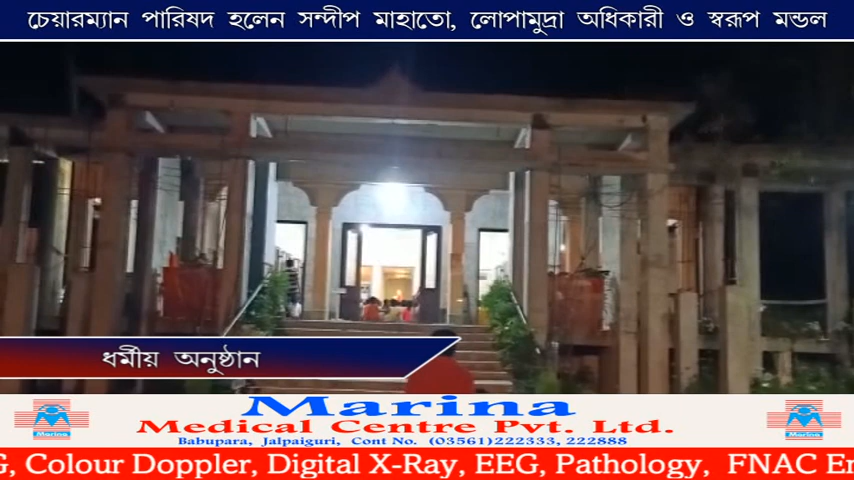 চেয়ারম্যান পারিষদ হলেন সন্দীপ মাহাতো, লোপামুদ্রা অধিকারী ও স্বরূপ মন্ডল
ধর্মীয় অনুষ্ঠান
Marina
Medical Centre Pvt. Ltd.
Babupara, Jalpaiguri, Cont No. (03561)222333, 222888
Marina
Marina
G, Colour Doppler, Digital X-Ray, EEG, Pathology, FNAC En